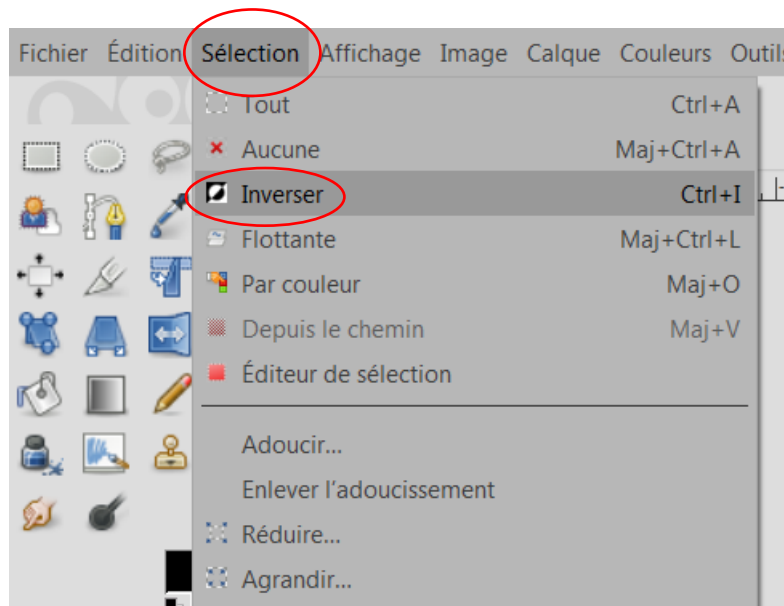 Fichier Édition Sélection Affichage Image Calque Couleurs Outils
Tout Ctrl+A
Aucune Maj+Ctrl+A
Inverser Ctrl+I
Flottante Maj+Ctrl+L
Par couleur Maj+O
Depuis le chemin Maj+V
Éditeur de sélection
Adoucir...
Enlever l'adoucissement
Réduire...
Agrandir...